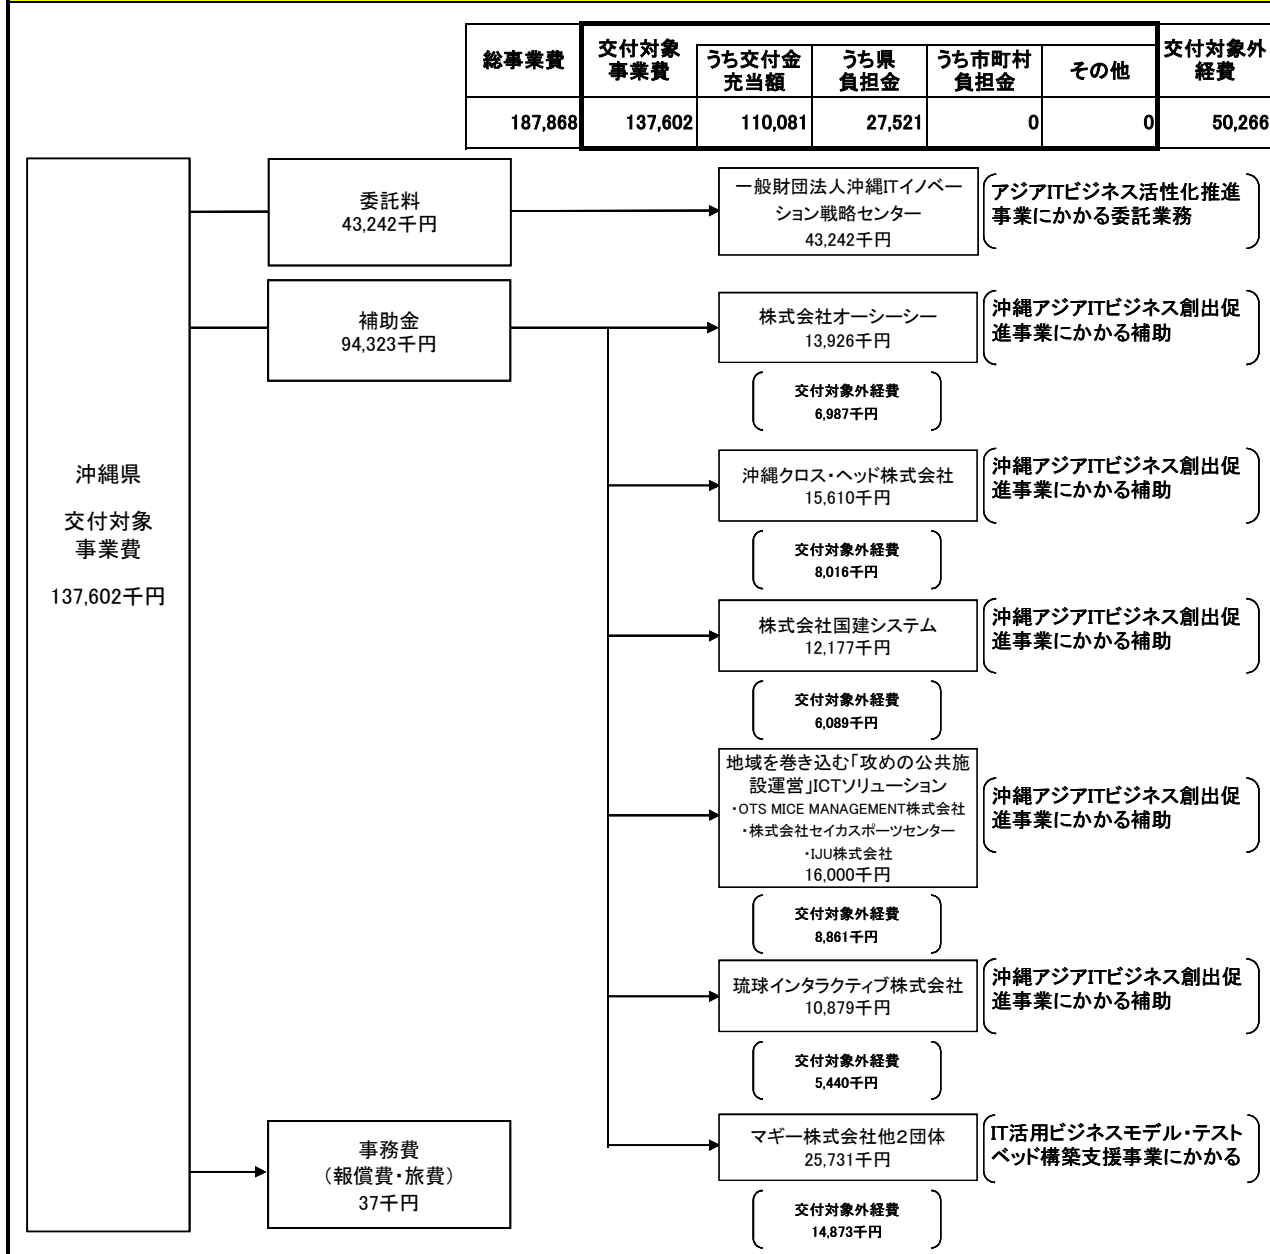 総事業費
交付対象
事業費
うち交付金
充当額
うち県
負担金
うち市町村
負担金
その他
交付対象外
経費
187,868
137,602
110,081
27,521
0
0
50,266
沖縄県
交付対象
事業費
137,602千円
委託料
43,242千円
一般財団法人沖縄ITイノベー
ション戦略センター
43,242千円
アジアITビジネス活性化推進
事業にかかる委託業務
補助金
94,323千円
株式会社オーシーシー
13,926千円
沖縄アジアITビジネス創出促
進事業にかかる補助
交付対象外経費
6,987千円
沖縄クロス・ヘッド株式会社
15,610千円
沖縄アジアITビジネス創出促
進事業にかかる補助
交付対象外経費
8,016千円
株式会社国建システム
12,177千円
沖縄アジアITビジネス創出促
進事業にかかる補助
交付対象外経費
6,089千円
地域を巻き込む「攻めの公共施
設運営」ICTソリューション
・OTS MICE MANAGEMENT株式会社
・株式会社セイカスポーツセンター
・IJU株式会社
16,000千円
沖縄アジアITビジネス創出促
進事業にかかる補助
交付対象外経費
8,861千円
琉球インタラクティブ株式会社
10,879千円
沖縄アジアITビジネス創出促
進事業にかかる補助
交付対象外経費
5,440千円
マギー株式会社他2団体
25,731千円
IT活用ビジネスモデル・テスト
ベッド構築支援事業にかかる
交付対象外経費
14,873千円
事務費
（報償費・旅費）
37千円